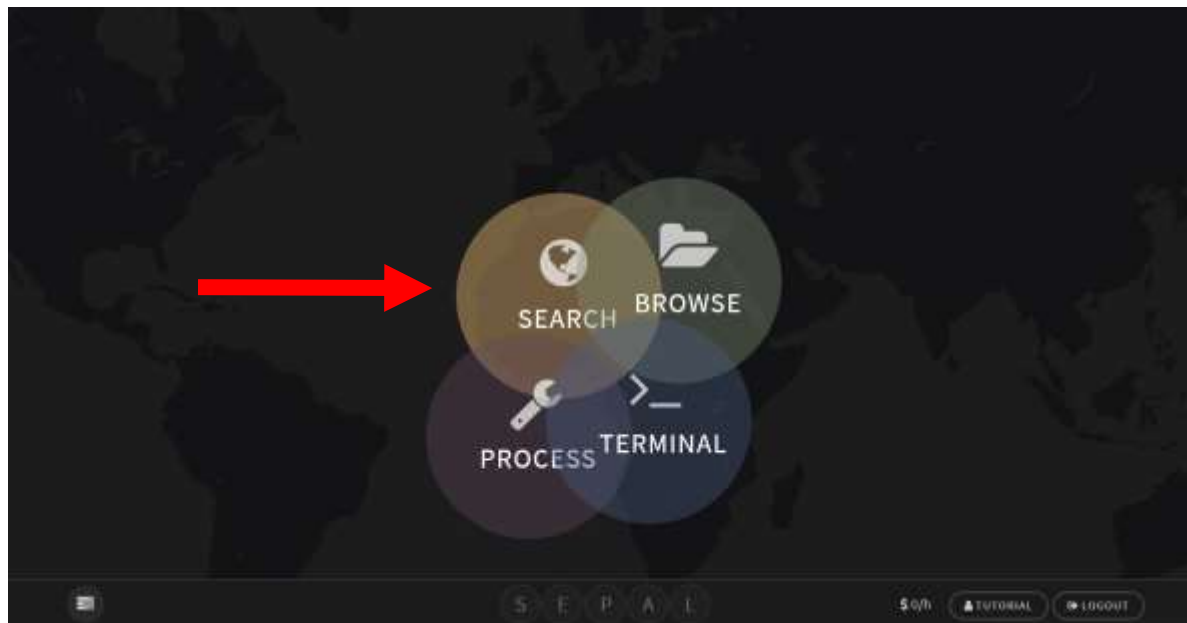 SEARCH
BROWSE
PROCESS
TERMINAL
S E P A L
$ 0/h
TUTORIAL
LOGOUT